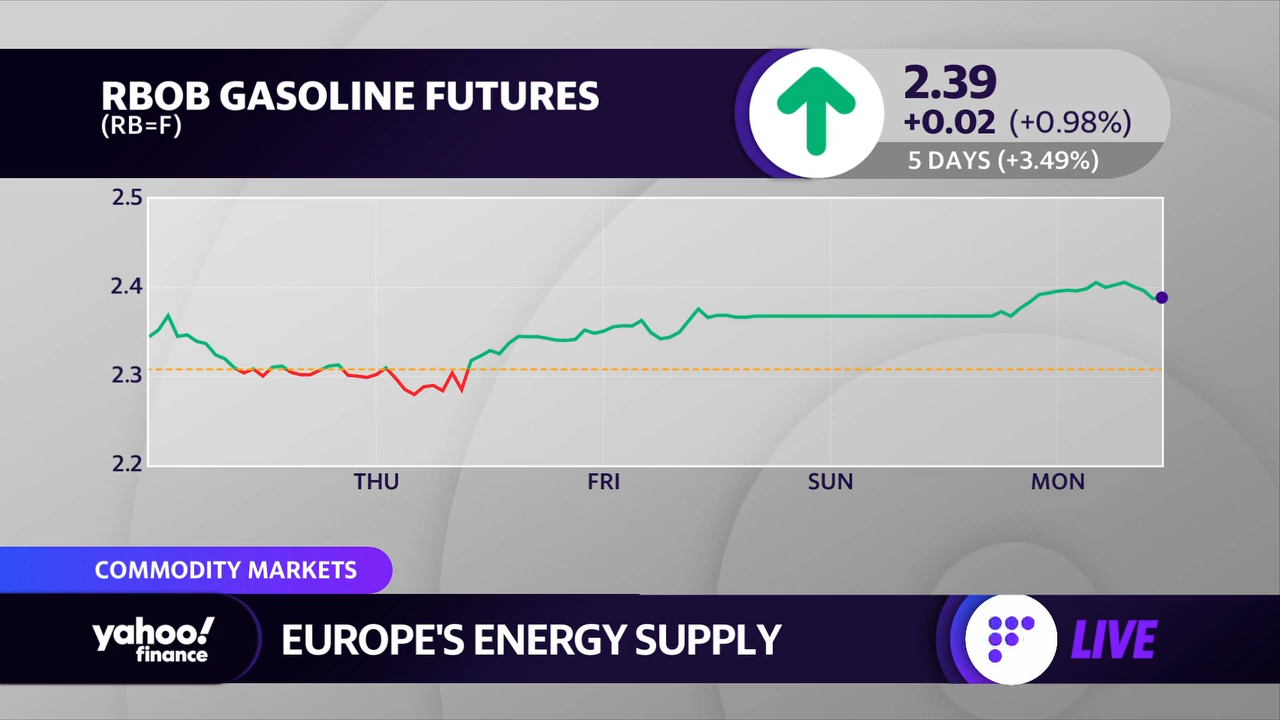 RBOB GASOLINE FUTURES
(RB=F)
2.39
+0.02 (+0.98%)
5 DAYS (+3.49%)
2.5
2.4
2.3
2.2
THU FRI SUN MON
COMMODITY MARKETS
yahoo!
finance
EUROPE'S ENERGY SUPPLY
LIVE